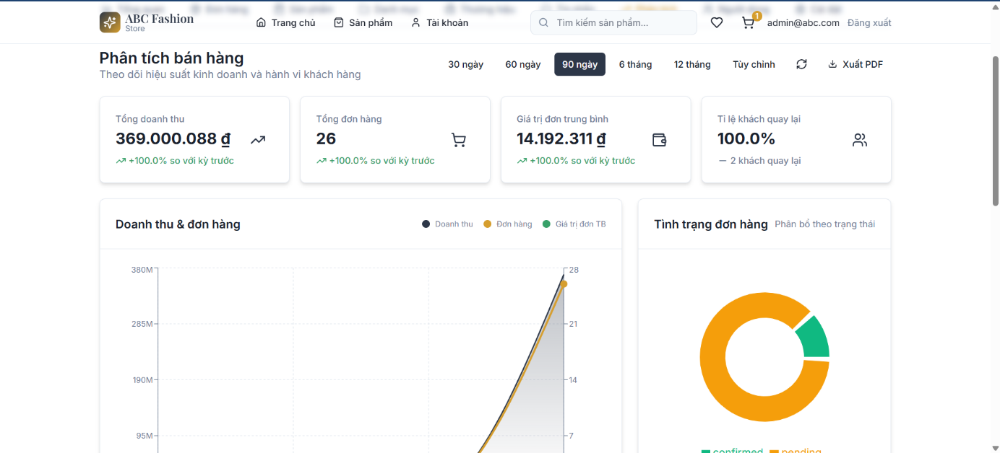 ABC Fashion
Store
Trang chủ
Sản phẩm
Tài khoản
Tìm kiếm sản phẩm...
1
admin@abc.com
Đăng xuất
Phân tích bán hàng
Theo dõi hiệu suất kinh doanh và hành vi khách hàng
30 ngày
60 ngày
90 ngày
6 tháng
12 tháng
Tùy chỉnh
Xuất PDF
Tổng doanh thu
369.000.088 ₫
+100.0% so với kỳ trước
Tổng đơn hàng
26
+100.0% so với kỳ trước
Giá trị đơn trung bình
14.192.311 ₫
+100.0% so với kỳ trước
Tỉ lệ khách quay lại
100.0%
2 khách quay lại
Doanh thu & đơn hàng
Doanh thu
Đơn hàng
Giá trị đơn TB
380M
285M
190M
95M
28
21
14
7
Tình trạng đơn hàng
Phân bổ theo trạng thái
confirmed
pending